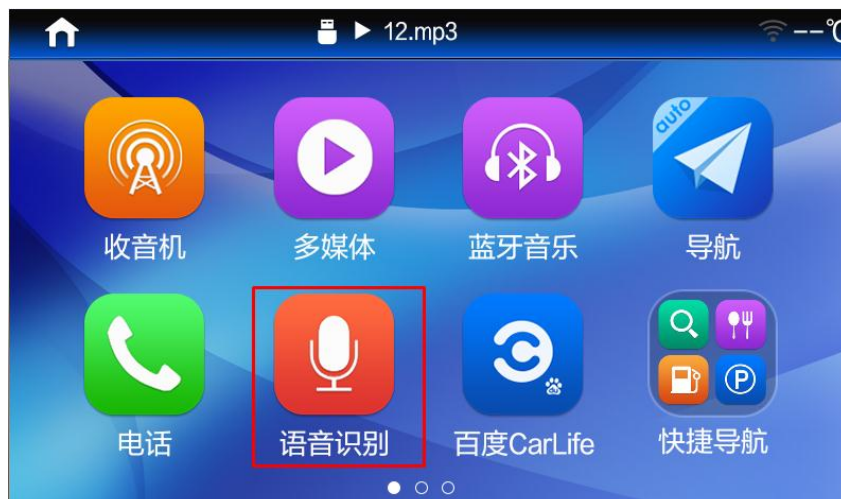 12.mp3
--℃
auto
收音机
多媒体
蓝牙音乐
导航
P
电话
语音识别
百度CarLife
快捷导航